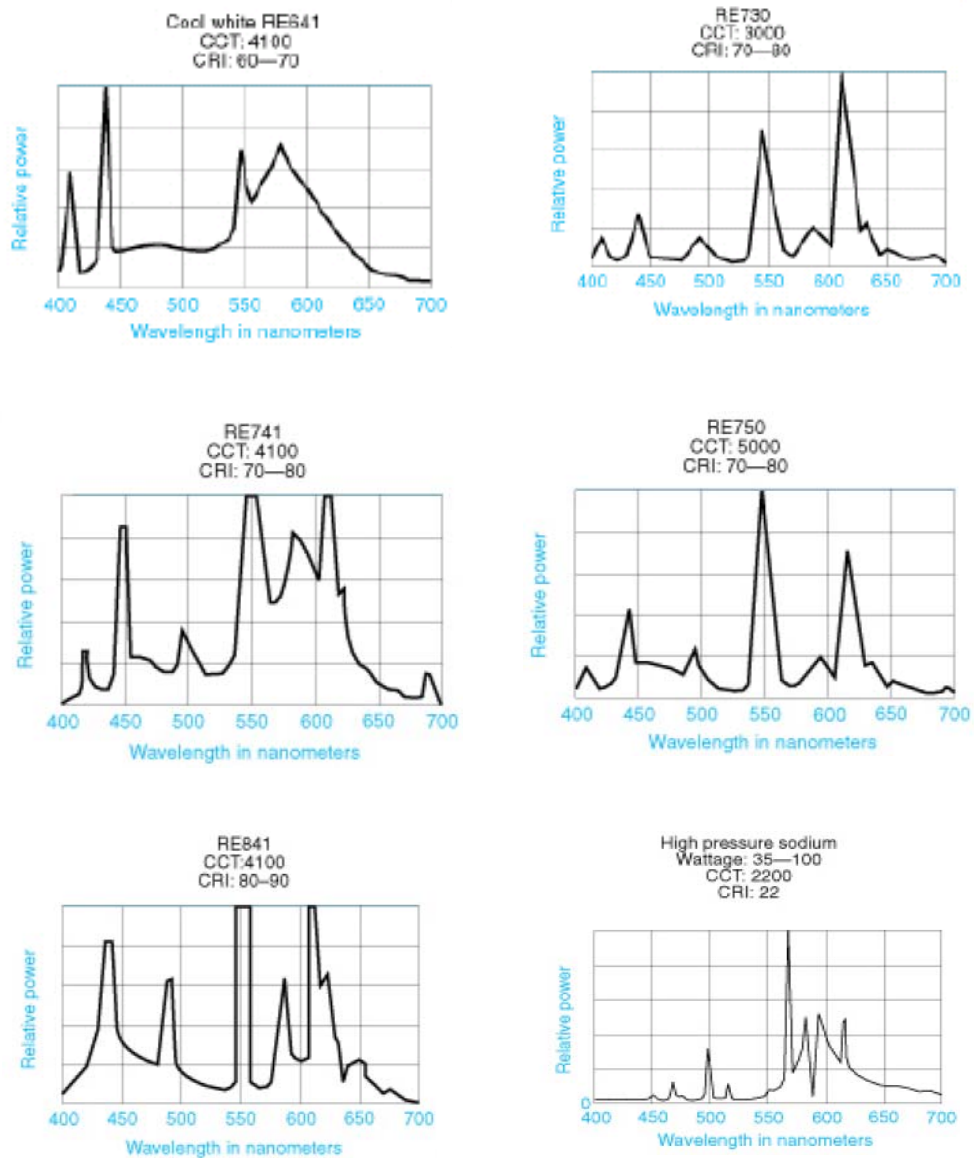 Cool white RE641
CCT: 4100
CRI: 60—70
Relative power
400 450 500 550 600 650 700
Wavelength in nanometers
RE730
CCT: 3000
CRI: 70—80
Relative power
400 450 500 550 600 650 700
Wavelength in nanometers
RE741
CCT: 4100
CRI: 70—80
Relative power
400 450 500 550 600 650 700
Wavelength in nanometers
RE750
CCT: 5000
CRI: 70—80
Relative power
400 450 500 550 600 650 700
Wavelength in nanometers
RE841
CCT:4100
CRI: 80–90
Relative power
400 450 500 550 600 650 700
Wavelength in nanometers
High pressure sodium
Wattage: 35—100
CCT: 2200
CRI: 22
Relative power
0
400 450 500 550 600 650 700
Wavelength in nanometers